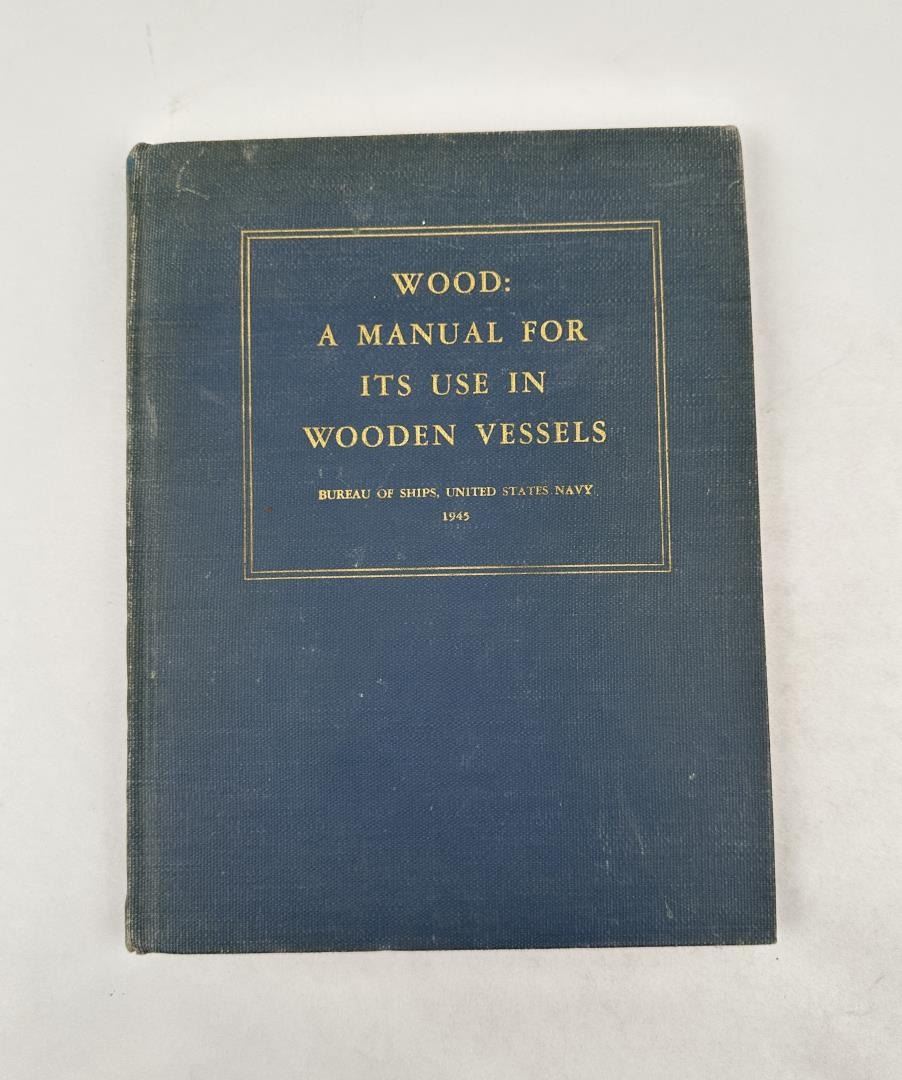 WOOD:
A MANUAL FOR
ITS USE IN
WOODEN VESSELS
BUREAU OF SHIPS, UNITED STATES NAVY
1945